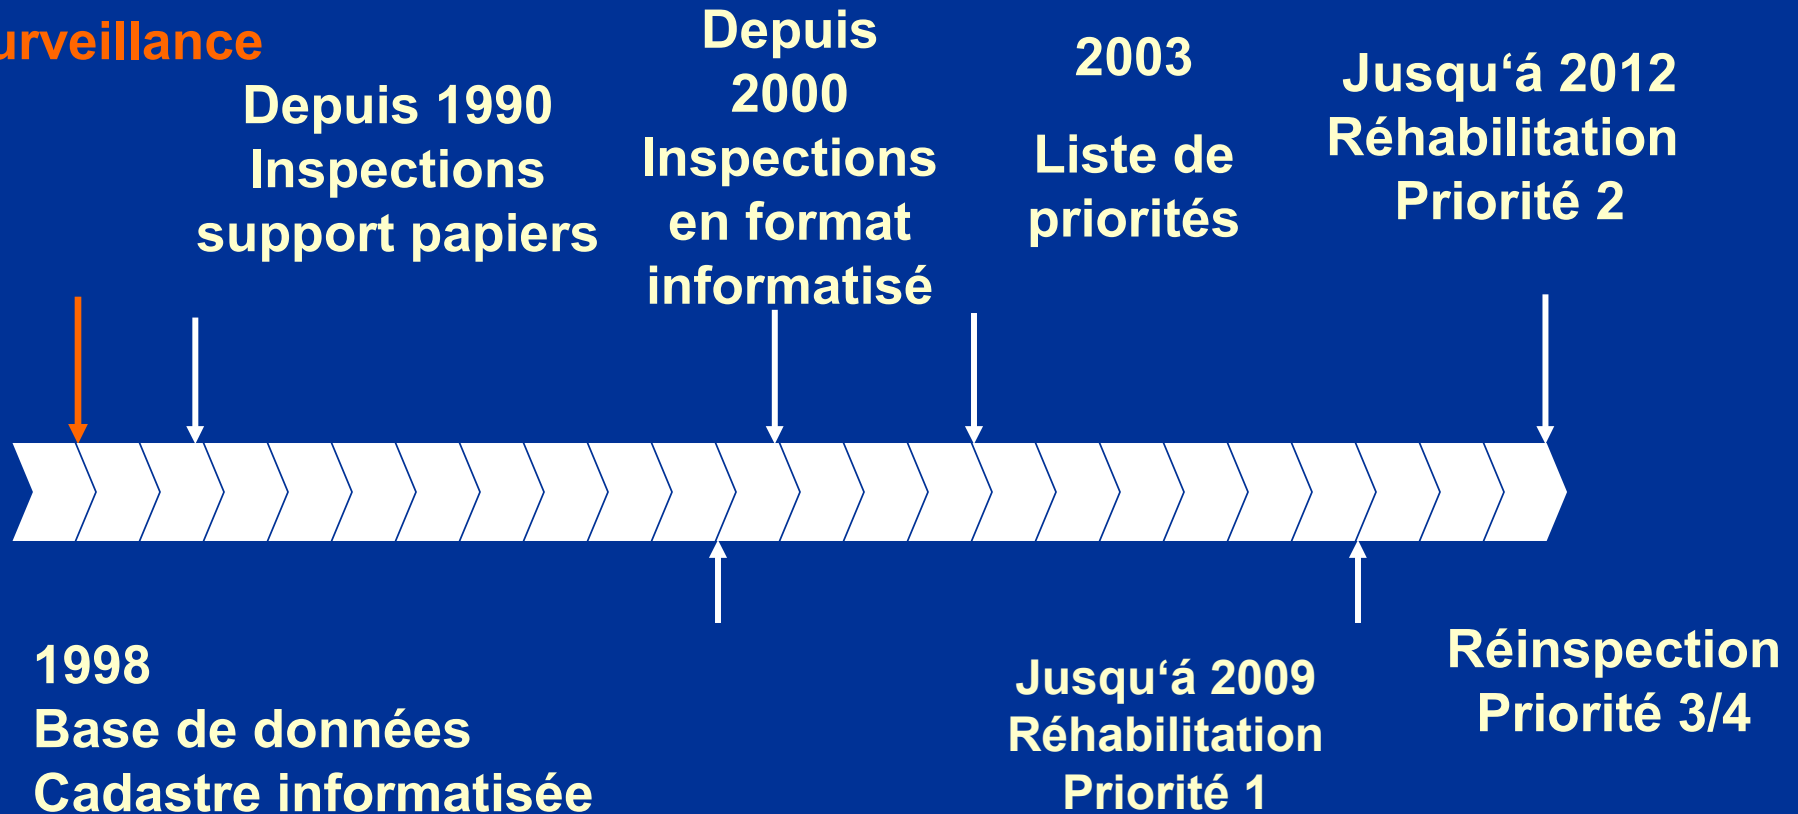 urveillance
Depuis 1990
Inspections
support papiers
Depuis
2000
Inspections
en format
informatisé
2003
Liste de
priorités
Jusqu‘á 2012
Réhabilitation
Priorité 2
1998
Base de données
Cadastre informatisée
Jusqu‘á 2009
Réhabilitation
Priorité 1
Réinspection
Priorité 3/4